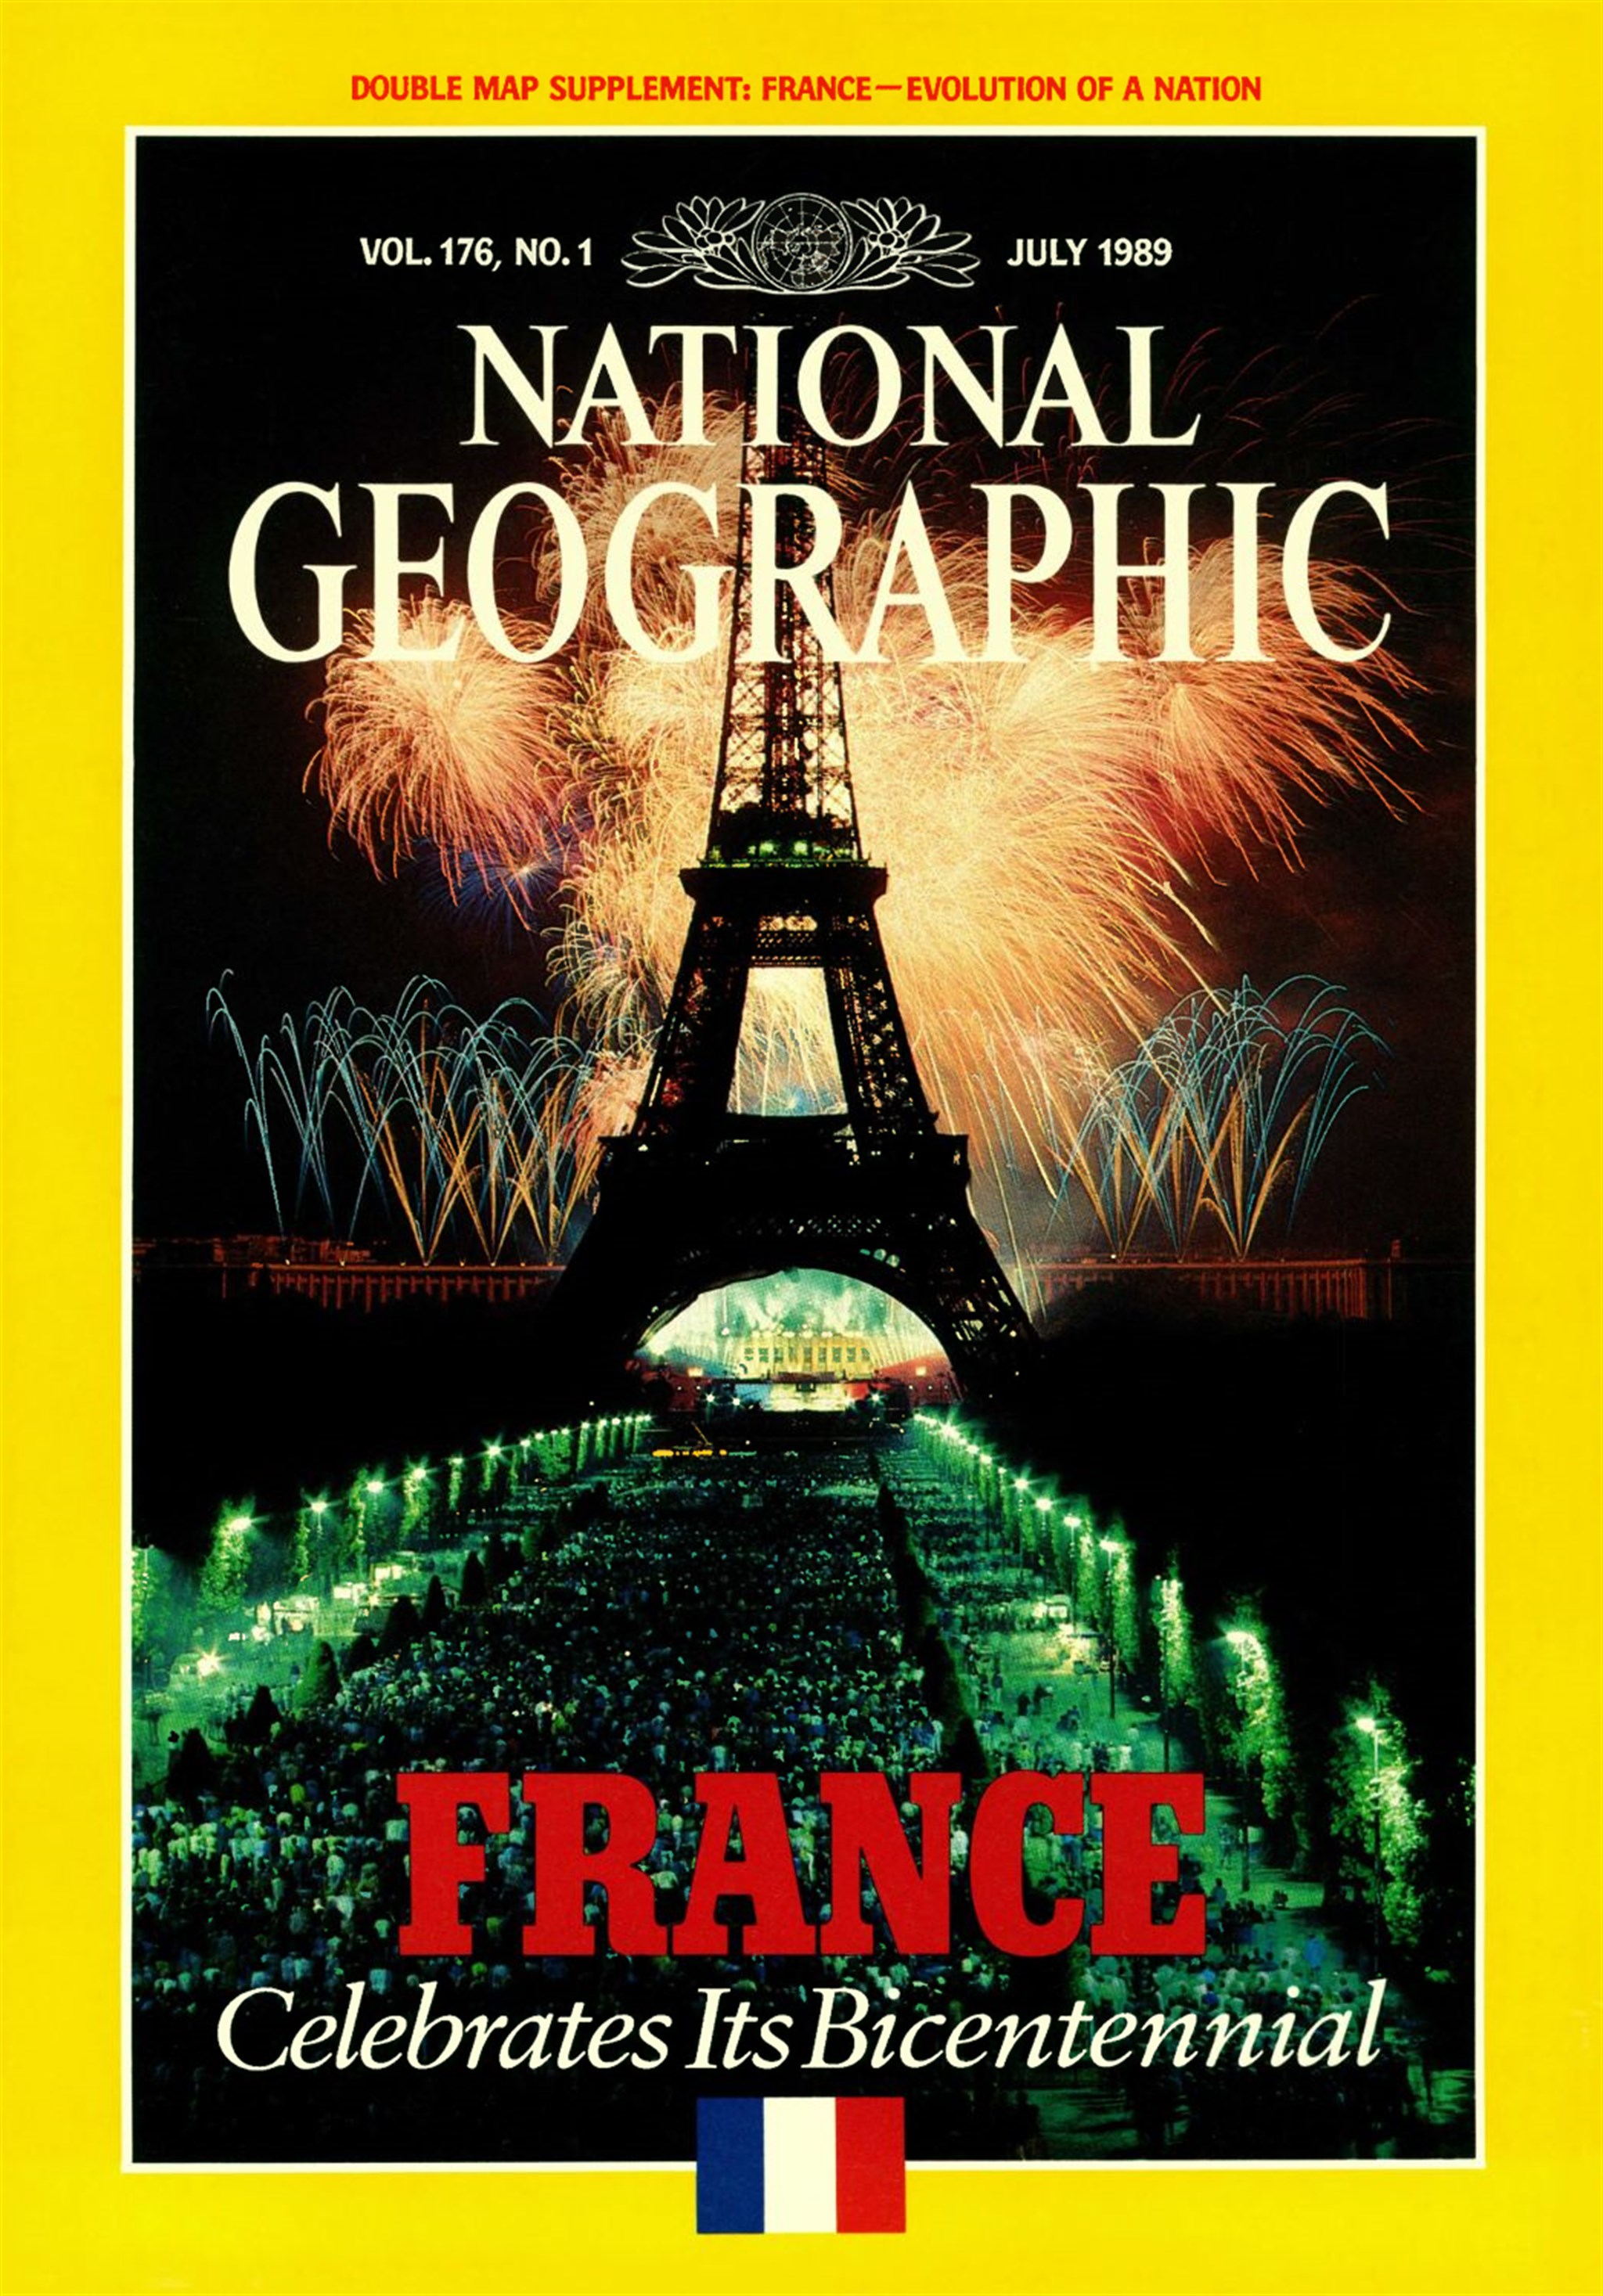 DOUBLE MAP SUPPLEMENT: FRANCE—EVOLUTION OF A NATION
VOL. 176, NO. 1 JULY 1989
NATIONAL
GEOGRAPHIC
FRANCE
Celebrates Its Bicentennial